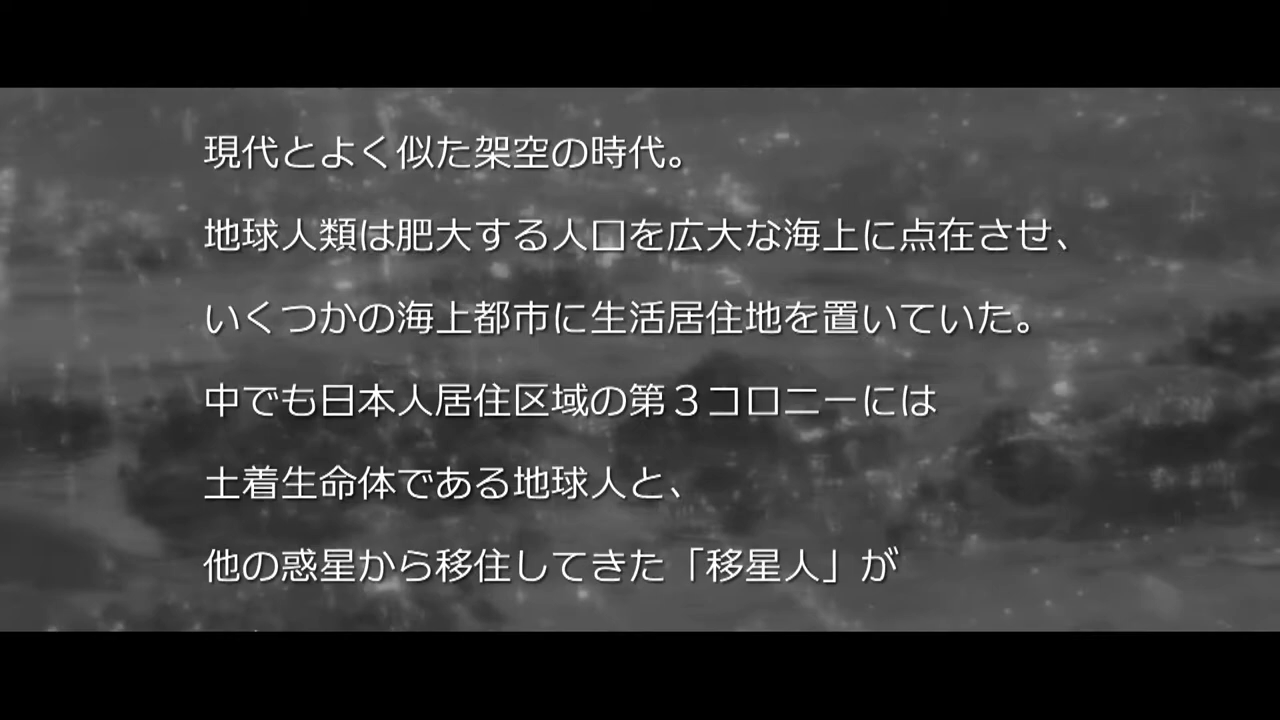 現代とよく似た架空の時代。
地球人類は肥大する人口を広大な海上に点在させ、
いくつかの海上都市に生活居住地を置いていた。
中でも日本人居住区域の第３コロニーには
土着生命体である地球人と、
他の惑星から移住してきた「移星人」が